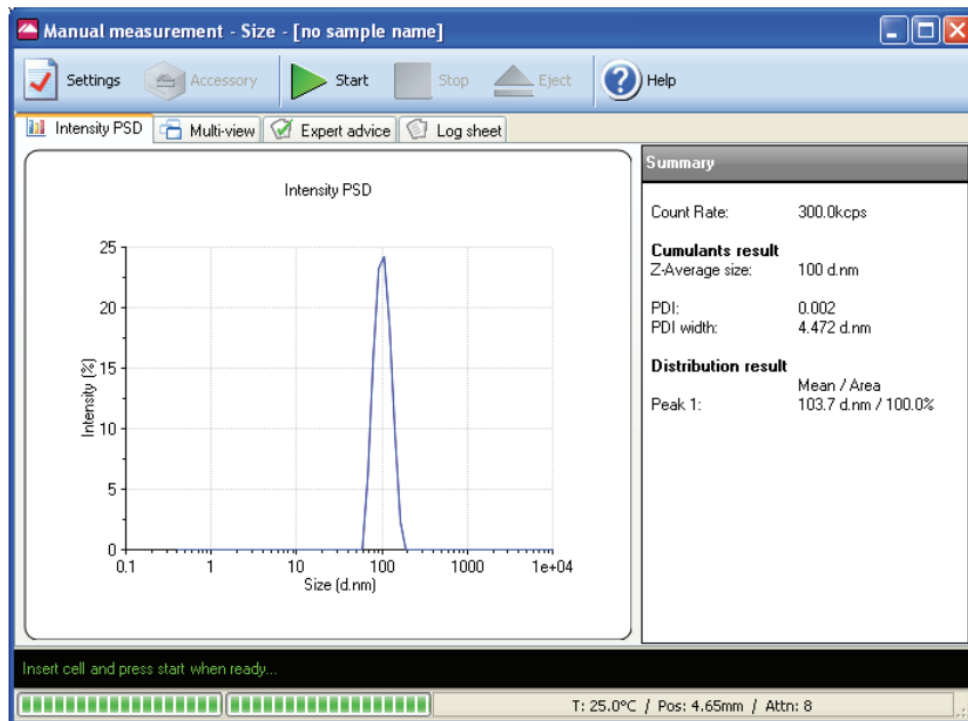 Manual measurement - Size - [no sample name]
Settings Accessory Start Stop Eject Help
Intensity PSD Multi-view Expert advice Log sheet
Intensity PSD
Intensity (%)
25
20
15
10
5
0
0.1 1 10 100 1000 1e+04
Size (d.nm)
Summary
Count Rate: 300.0kcps
Cumulants result
Z-Average size: 100 d.nm
PDI: 0.002
PDI width: 4.472 d.nm
Distribution result
Mean / Area
Peak 1: 103.7 d.nm / 100.0%
Insert cell and press start when ready...
T: 25.0°C / Pos: 4.65mm / Attn: 8